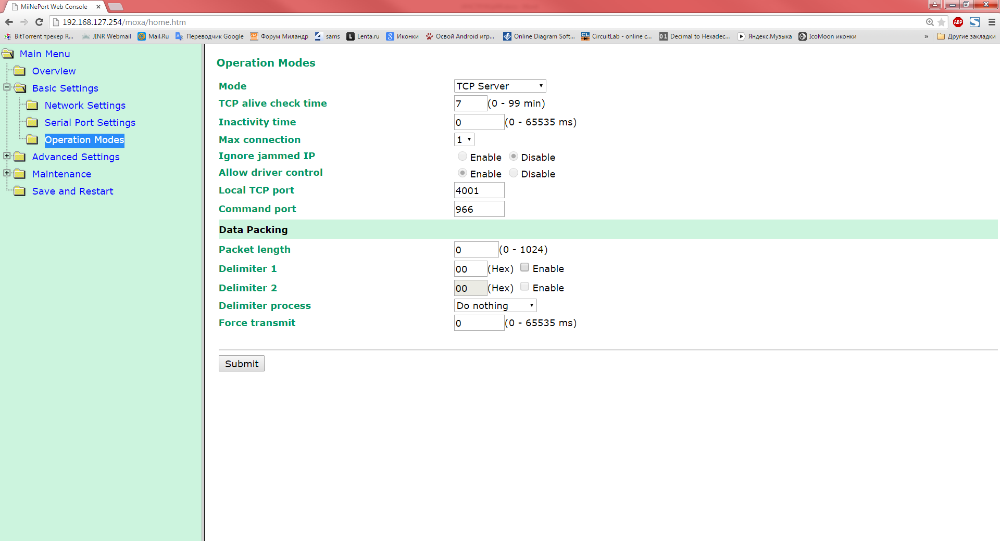 MiiNePort Web Console
192.168.127.254/moxa/home.htm
ABP
BitTorrent трекер R... JINR Webmail Mail.Ru Переводчик Google Форум Миландр sams Lenta.ru Иконки Освой Android игр... Online Diagram Soft... CircuitLab - online c... Decimal to Hexadec... Яндекс.Музыка IcoMoon иконки » Другие закладки
Main Menu
Overview
Basic Settings
Network Settings
Serial Port Settings
Operation Modes
Advanced Settings
Maintenance
Save and Restart
Operation Modes
Mode TCP Server
TCP alive check time 7 (0 - 99 min)
Inactivity time 0 (0 - 65535 ms)
Max connection 1
Ignore jammed IP Enable Disable
Allow driver control Enable Disable
Local TCP port 4001
Command port 966
Data Packing
Packet length 0 (0 - 1024)
Delimiter 1 00 (Hex) Enable
Delimiter 2 00 (Hex) Enable
Delimiter process Do nothing
Force transmit 0 (0 - 65535 ms)
Submit